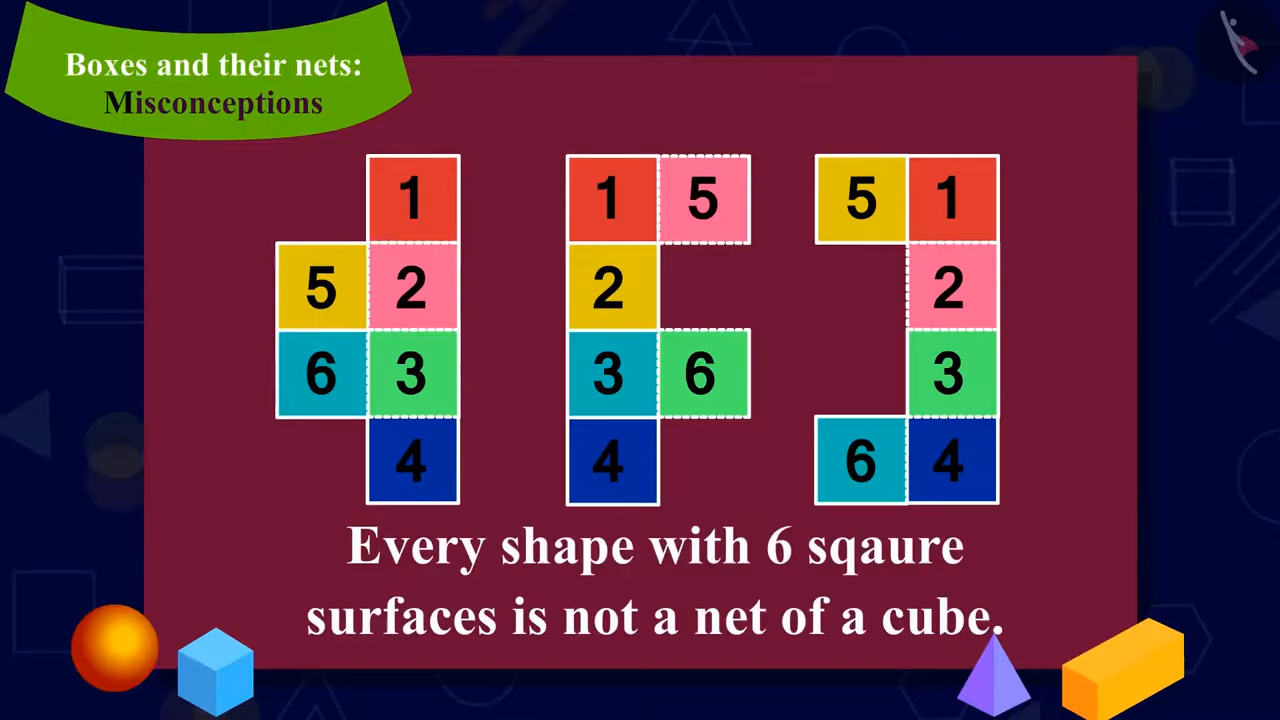 Boxes and their nets:
Misconceptions
1 1 5 5 1
5 2 2 2
6 3 3 6 3
4 4 6 4
Every shape with 6 sqaure
surfaces is not a net of a cube.